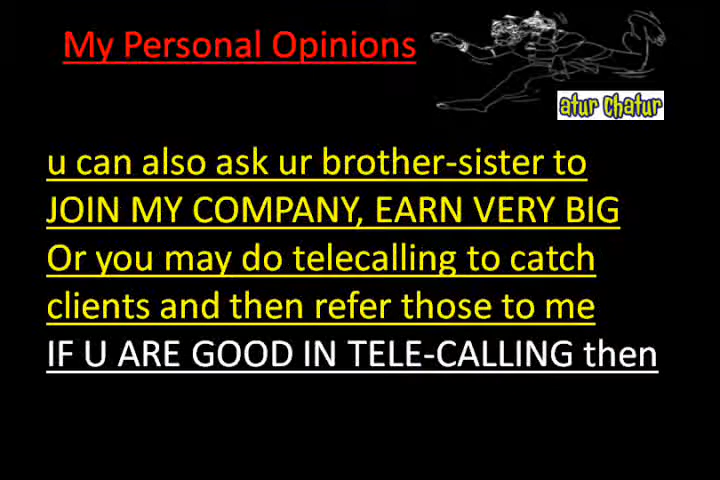 My Personal Opinions
atur Chatur
u can also ask ur brother-sister to
JOIN MY COMPANY, EARN VERY BIG
Or you may do telecalling to catch
clients and then refer those to me
IF U ARE GOOD IN TELE-CALLING then